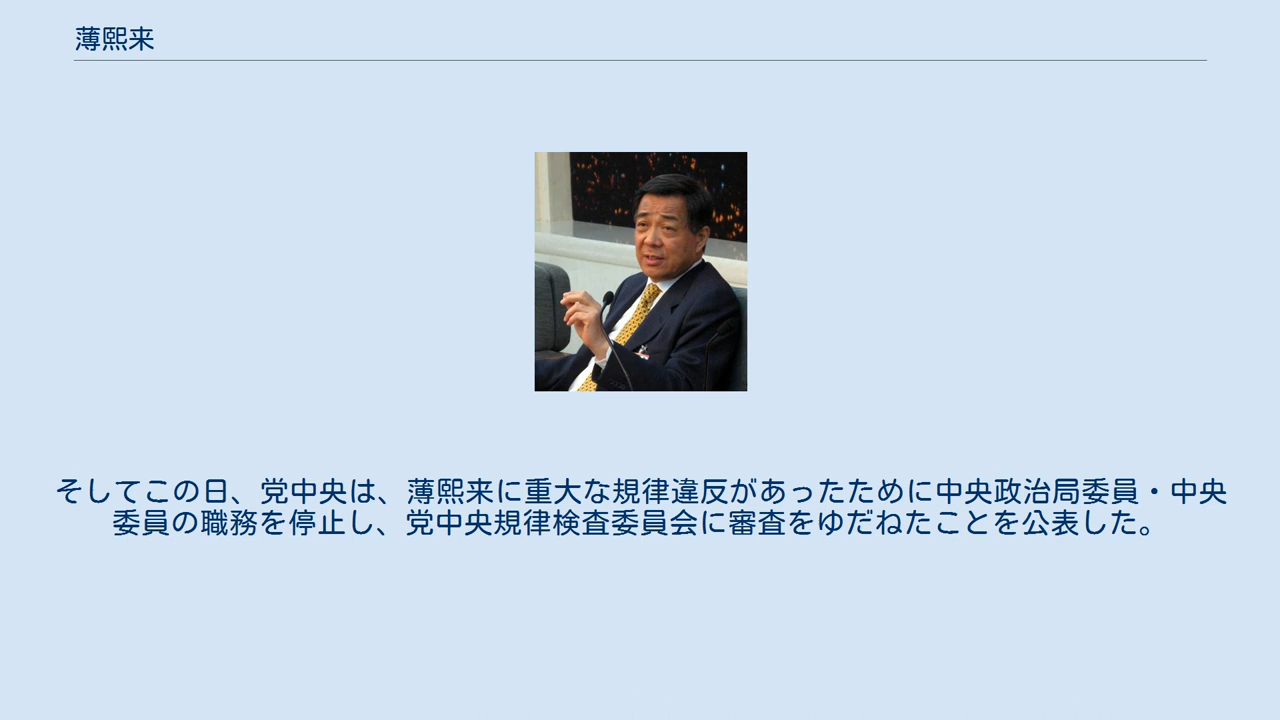 薄熙来
そしてこの日、党中央は、薄熙来に重大な規律違反があったために中央政治局委員・中央
委員の職務を停止し、党中央規律検査委員会に審査をゆだねたことを公表した。